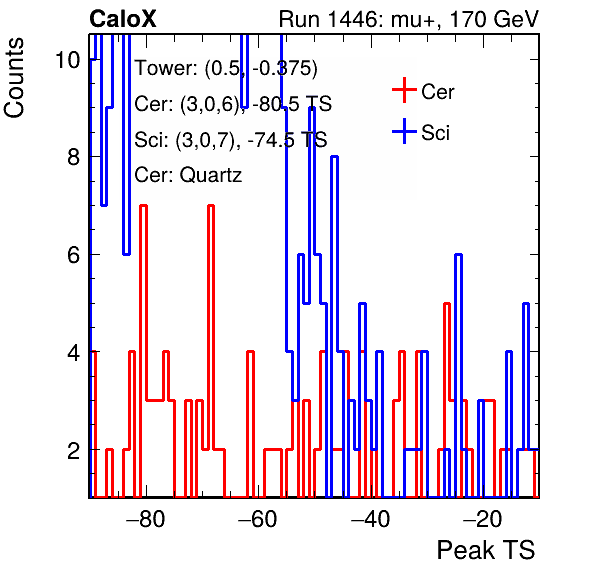 CaloX
Run 1446: mu+, 170 GeV
Counts
Tower: (0.5, -0.375)
Cer: (3,0,6), -80.5 TS
Sci: (3,0,7), -74.5 TS
Cer: Quartz
Cer
Sci
10
8
6
4
2
−80
−60
−40
−20
Peak TS